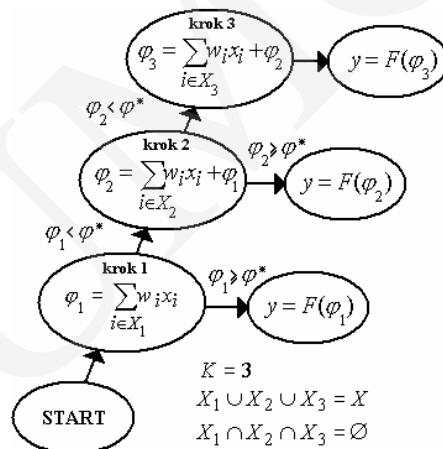 krok 3
φ₃ = ∑ wᵢxᵢ + φ₂
i∈X₃
y = F(φ₃)
φ₂ < φ*
krok 2
φ₂ = ∑ wᵢxᵢ + φ₁
i∈X₂
φ₂ ⩾ φ*
y = F(φ₂)
φ₁ < φ*
krok 1
φ₁ = ∑ wᵢxᵢ
i∈X₁
φ₁ ⩾ φ*
y = F(φ₁)
START
K = 3
X₁ ∪ X₂ ∪ X₃ = X
X₁ ∩ X₂ ∩ X₃ = ∅